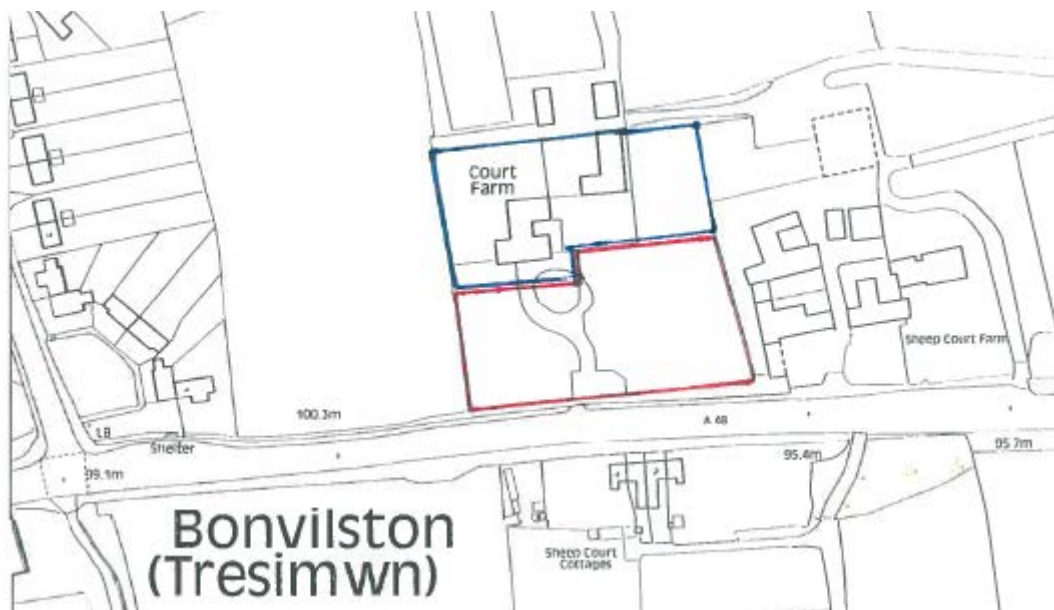 Court
Farm
Sheep Court Farm
100.3m
A 48
LB
Shelter
99.1m
95.4m
95.7m
Bonvilston
(Tresimwn)
Sheep Court
Cottages